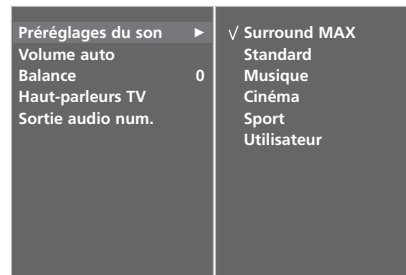 Préréglages du son ►
Volume auto
Balance 0
Haut-parleurs TV
Sortie audio num.
√ Surround MAX
Standard
Musique
Cinéma
Sport
Utilisateur